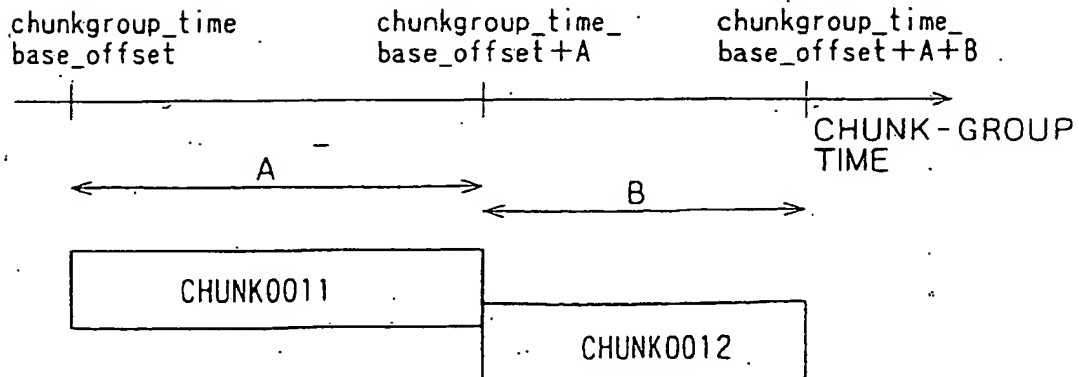 chunkgroup_time
base_offset
chunkgroup_time_
base_offset+A
chunkgroup_time_
base_offset+A+B
CHUNK-GROUP
TIME
A
B
CHUNK0011
CHUNK0012